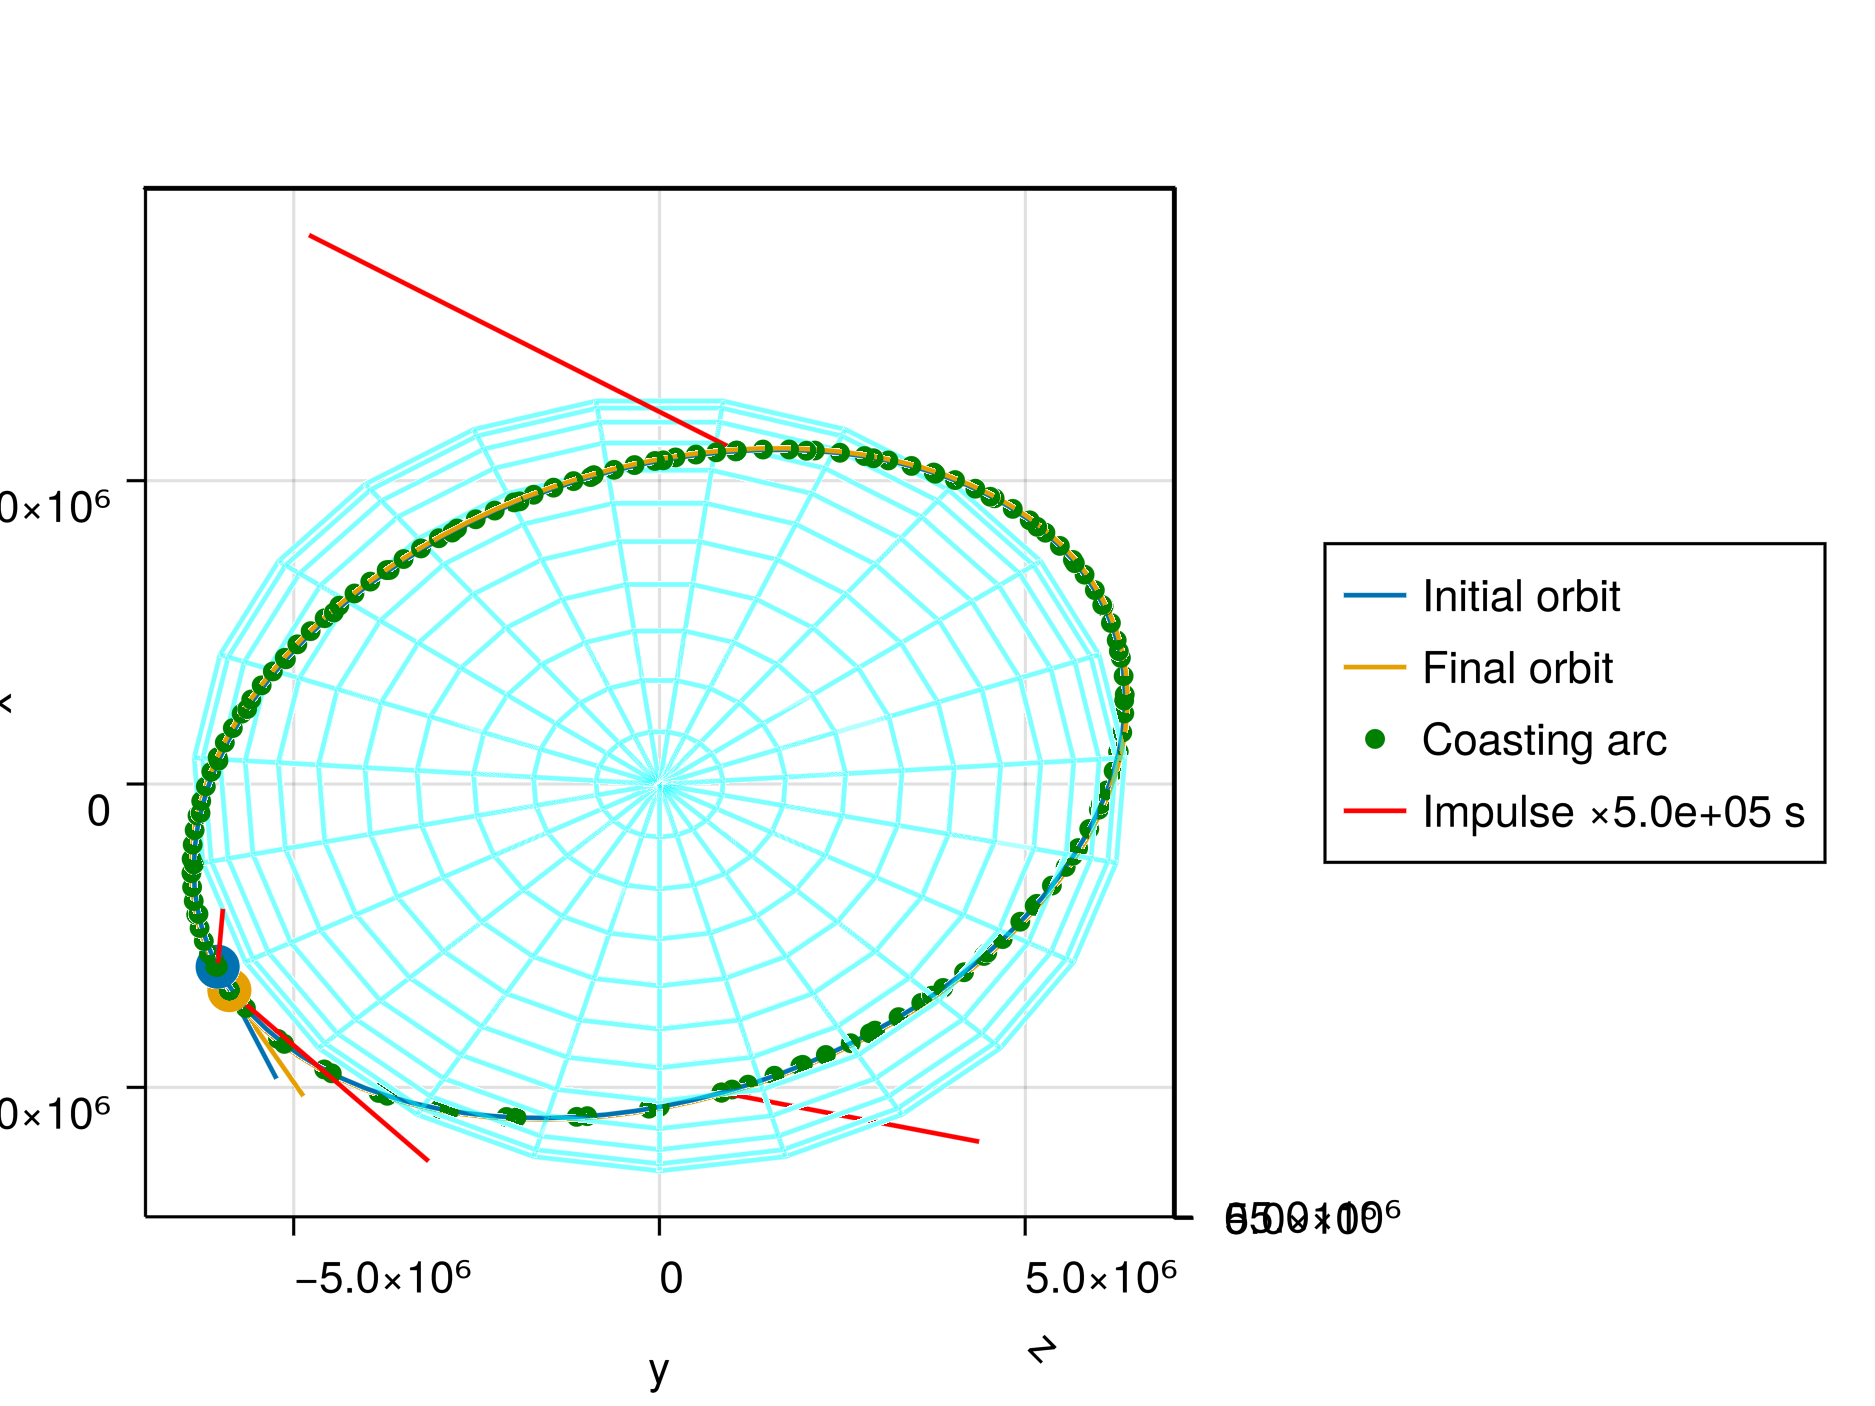 0×10⁶
x
0
0×10⁶
−5.0×10⁶
0
5.0×10⁶
y
z
Initial orbit
Final orbit
Coasting arc
Impulse ×5.0e+05 s